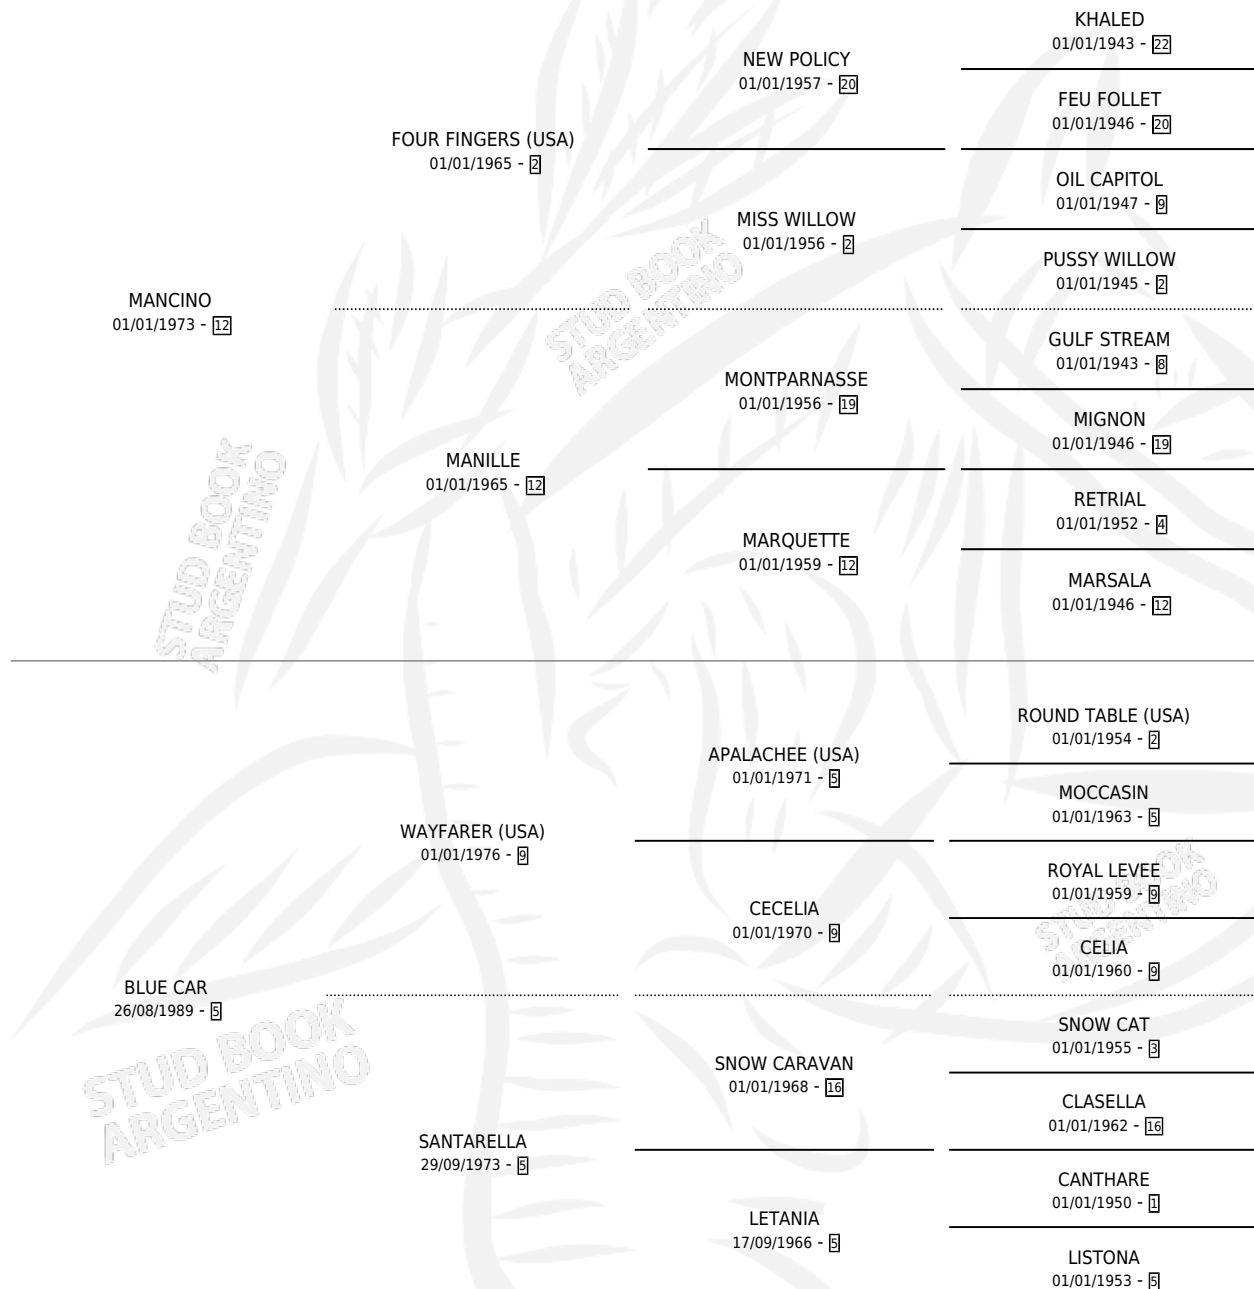 MANCINO
01/01/1973 - 12
FOUR FINGERS (USA)
01/01/1965 - 2
NEW POLICY
01/01/1957 - 20
KHALED
01/01/1943 - 22
FEU FOLLET
01/01/1946 - 20
MISS WILLOW
01/01/1956 - 2
OIL CAPITOL
01/01/1947 - 9
PUSSY WILLOW
01/01/1945 - 2
MANILLE
01/01/1965 - 12
MONTPARNASSE
01/01/1956 - 19
GULF STREAM
01/01/1943 - 8
MIGNON
01/01/1946 - 19
MARQUETTE
01/01/1959 - 12
RETRIAL
01/01/1952 - 4
MARSALA
01/01/1946 - 12
BLUE CAR
26/08/1989 - 5
WAYFARER (USA)
01/01/1976 - 9
APALACHEE (USA)
01/01/1971 - 5
ROUND TABLE (USA)
01/01/1954 - 2
MOCCASIN
01/01/1963 - 5
CECELIA
01/01/1970 - 9
ROYAL LEVEE
01/01/1959 - 9
CELIA
01/01/1960 - 9
SANTARELLA
29/09/1973 - 5
SNOW CARAVAN
01/01/1968 - 16
SNOW CAT
01/01/1955 - 3
CLASELLA
01/01/1962 - 16
LETANIA
17/09/1966 - 5
CANTHARE
01/01/1950 - 1
LISTONA
01/01/1953 - 5
STUD BOOK
ARGENTINO
STUD BOOK
ARGENTINO
STUD BOOK
ARGENTINO
STUD BOOK
ARGENTINO